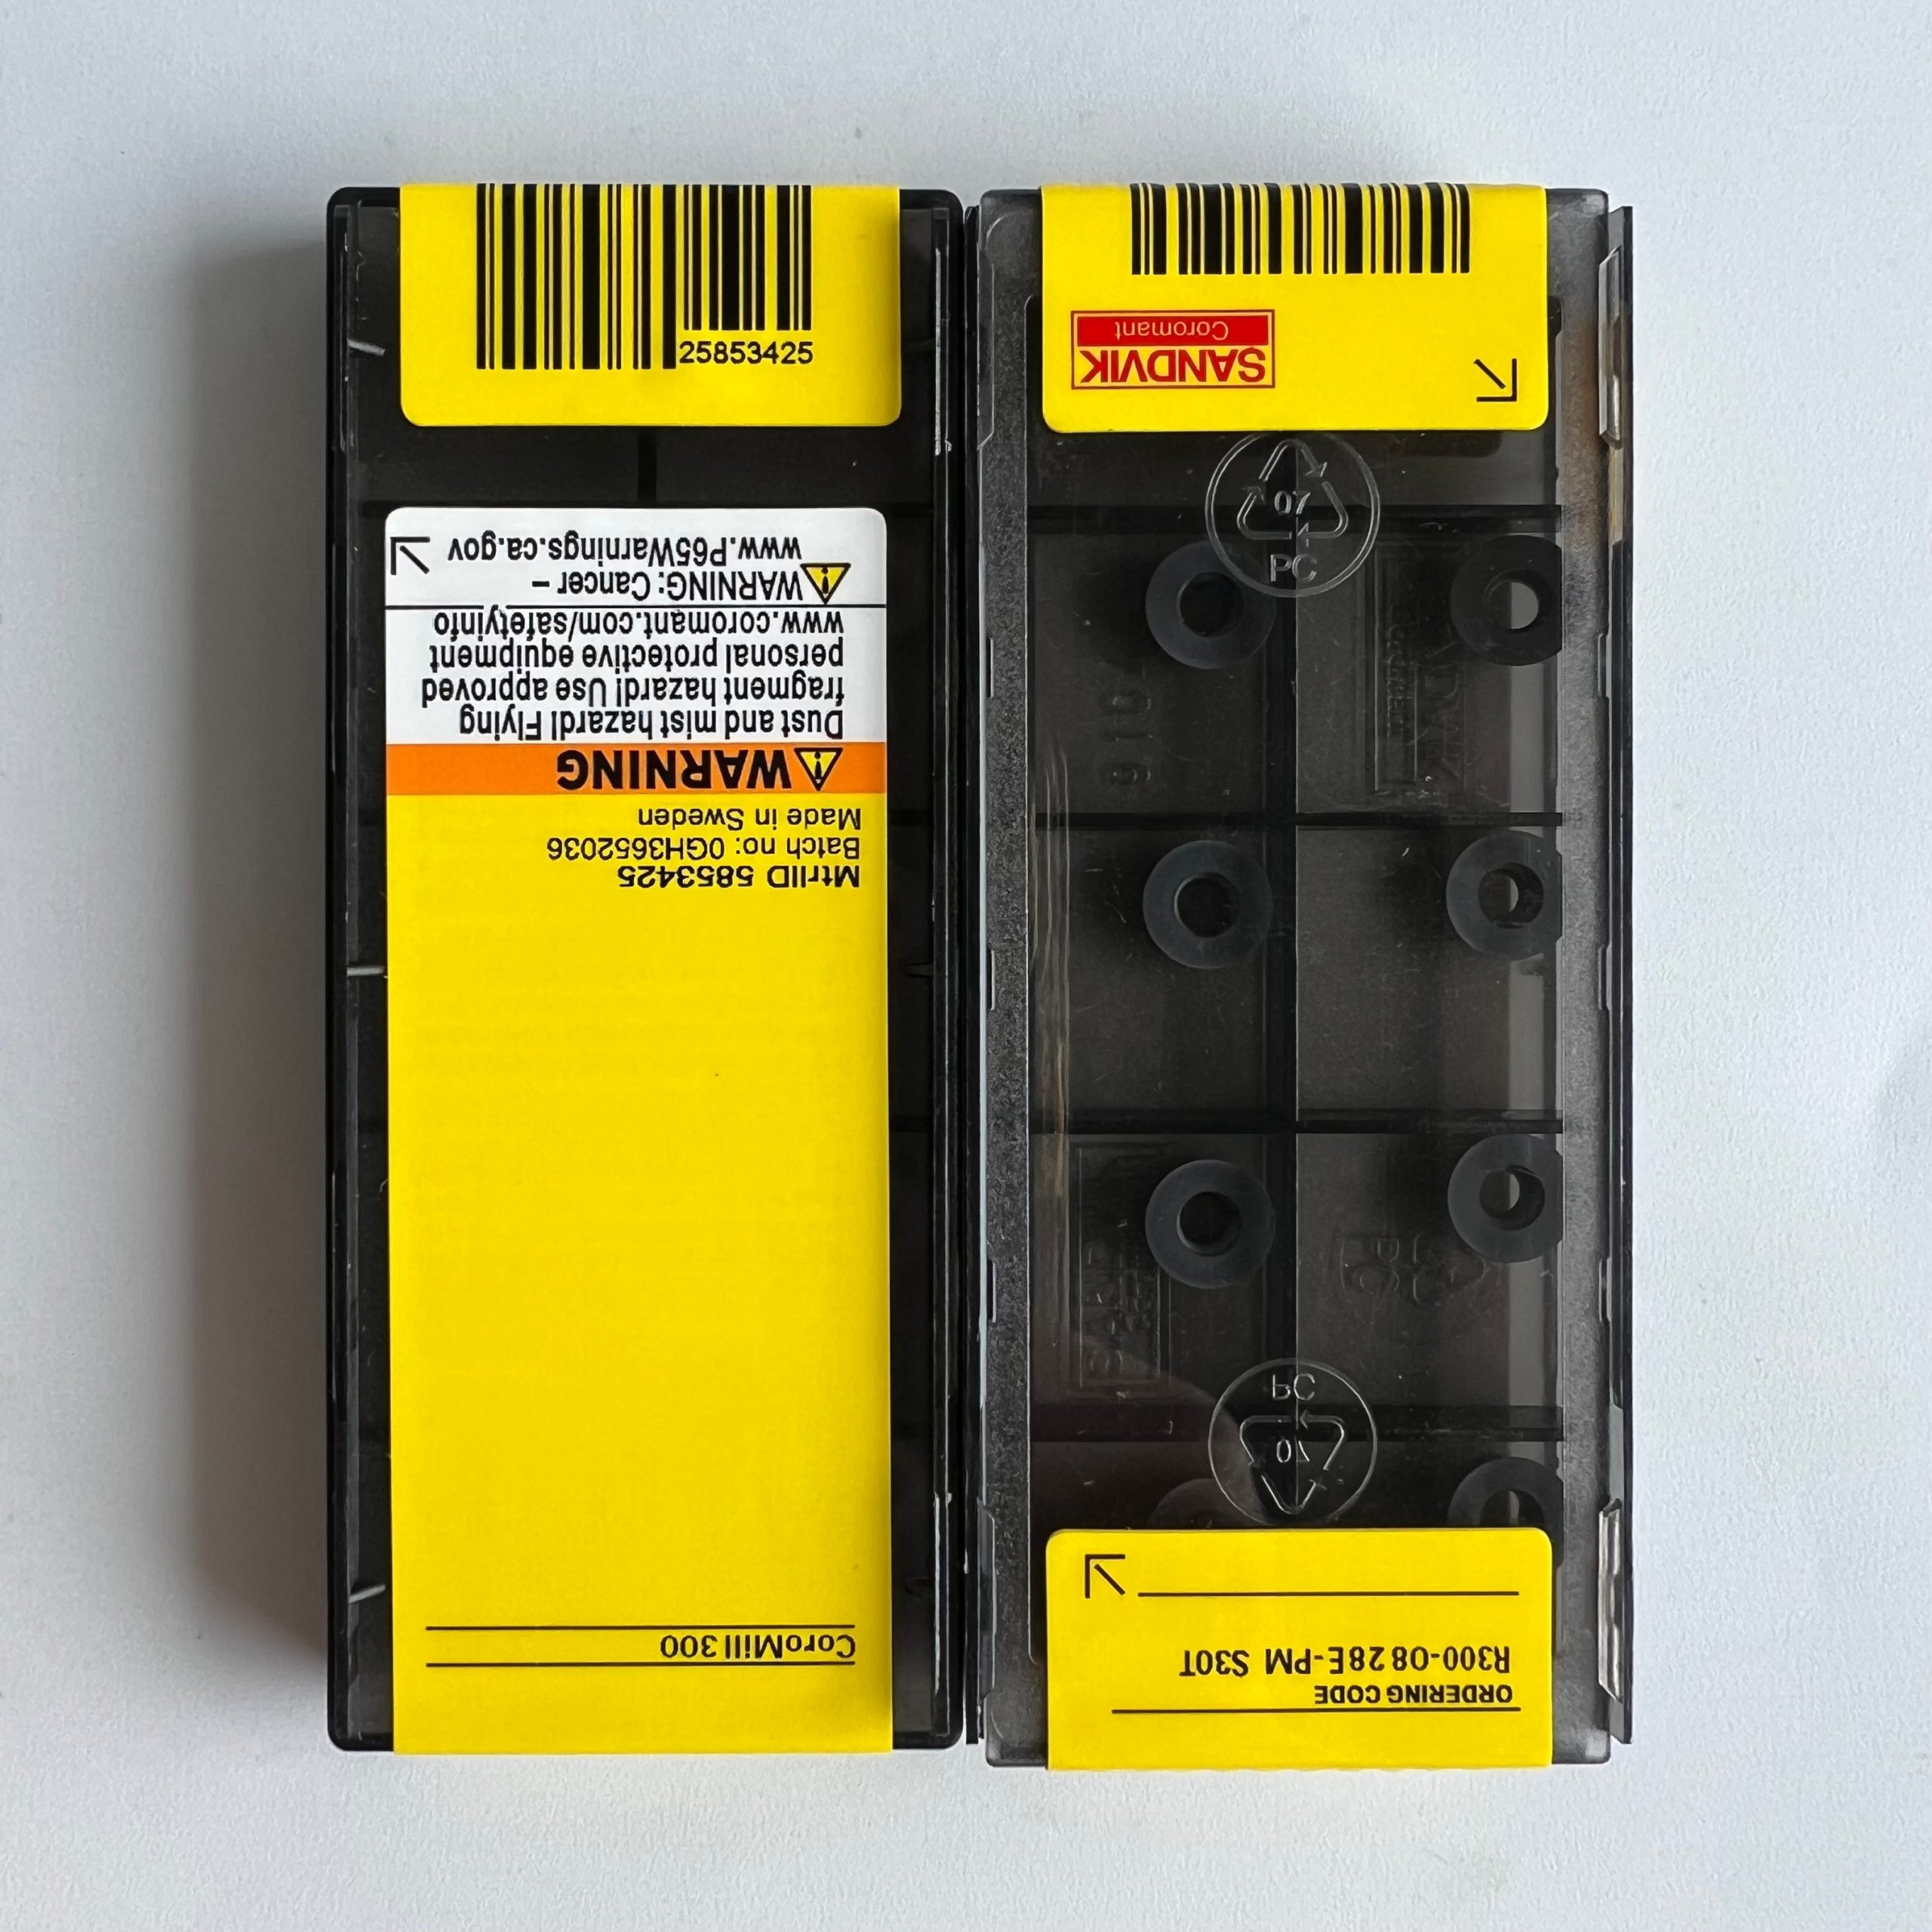 CoroMill 300
MtrlID 5853425
Batch no: 0GH3652036
Made in Sweden
WARNING
Dust and mist hazard! Flying
fragment hazard! Use approved
personal protective equipment
www.coromant.com/safetyinfo
WARNING: Cancer –
www.P65Warnings.ca.gov
25853425
ORDERING CODE
R300-08 28E-PM S30T
SANDVIK
Coromant
PC
07
07
PC